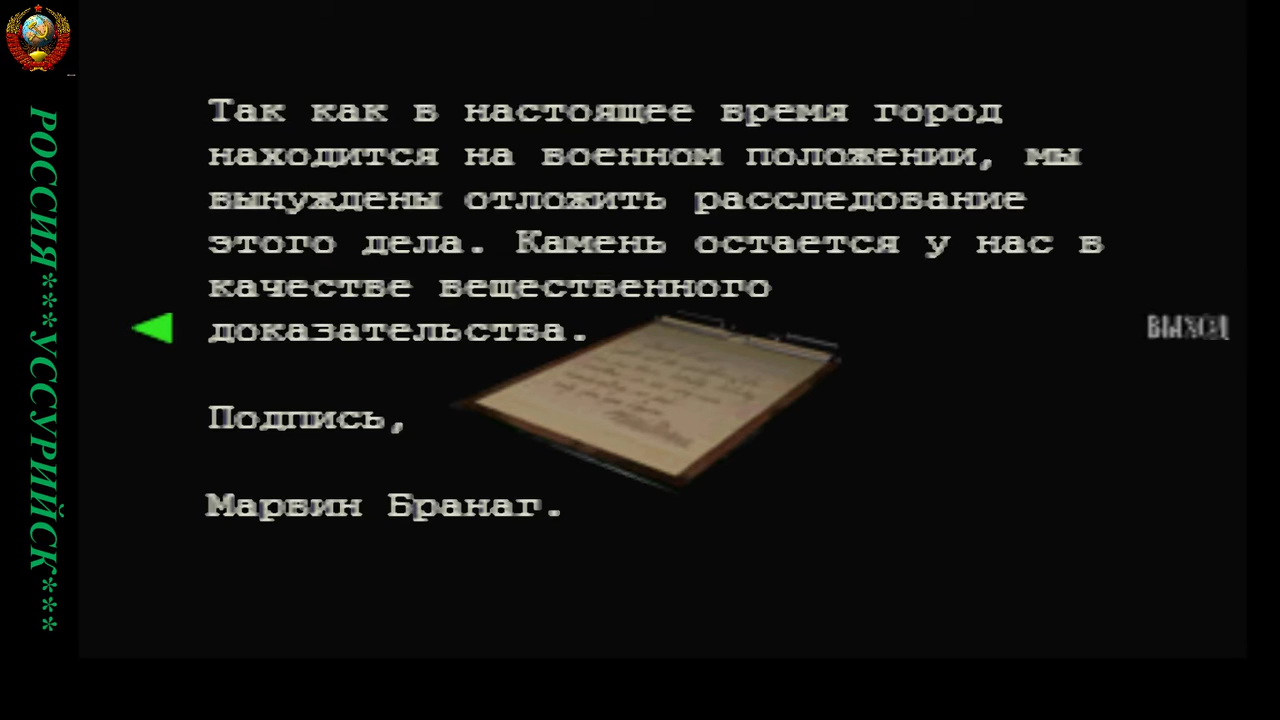 Так как в настоящее время город
находится на военном положении, мы
вынуждены отложить расследование
этого дела. Камень остается у нас в
качестве вещественного
доказательства.
Подпись,
Марвин Бранаг.
ВЫХОД
РОССИЯ***УССУРИЙСК***